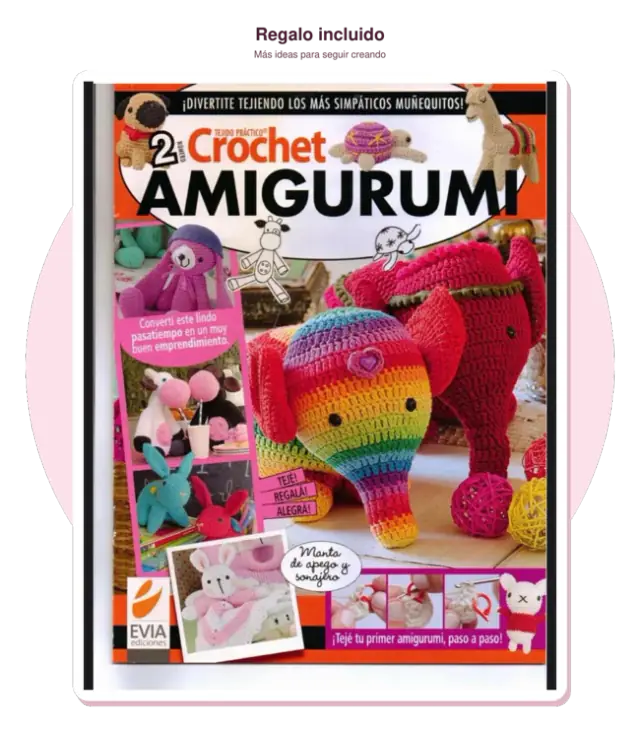 Regalo incluido
Más ideas para seguir creando
¡DIVERTITE TEJIENDO LOS MÁS SIMPÁTICOS MUÑEQUITOS!
2
TEJIDO PRÁCTICO
Crochet
AMIGURUMI
Convertí este lindo
pasatiempo en un muy
buen emprendimiento.
TEJÉ!
REGALÁ!
ALEGRÁ!
Manta
de apego y
sonajero
EVIA
ediciones
¡Tejé tu primer amigurumi, paso a paso!